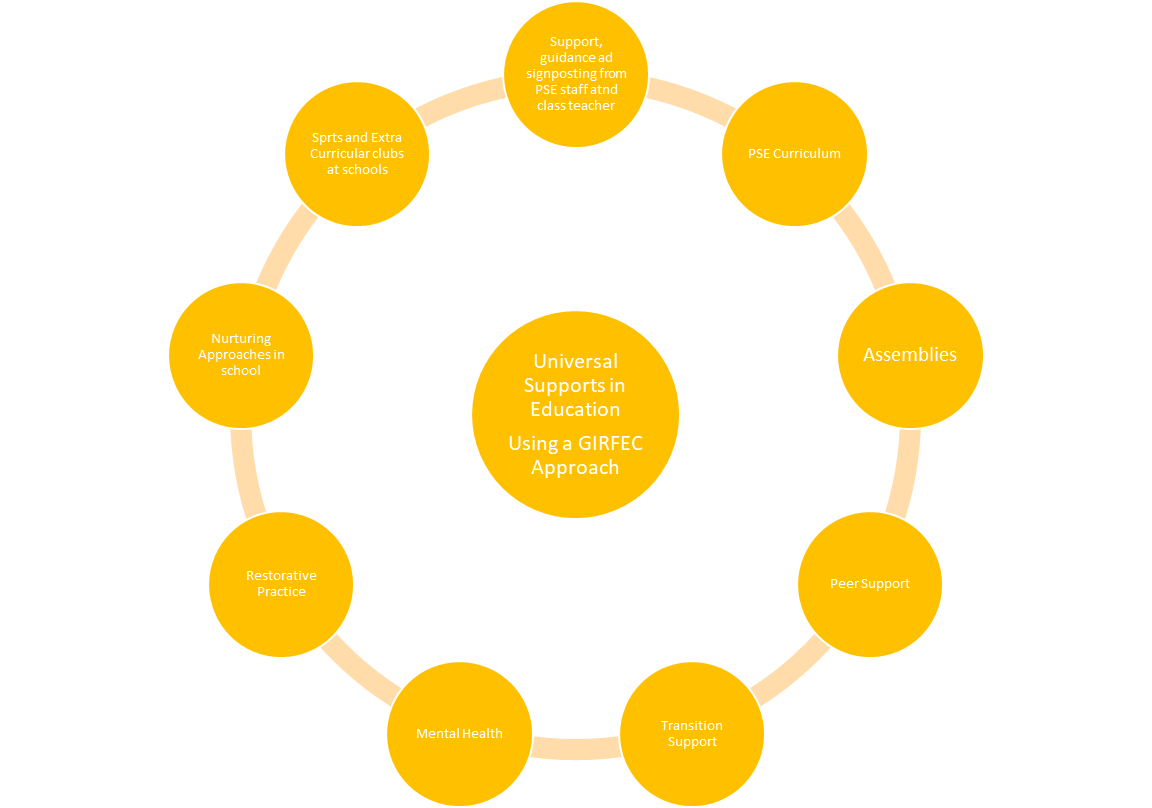 Support,
guidance ad
signposting from
PSE staff atnd
class teacher
PSE Curriculum
Assemblies
Peer Support
Transition
Support
Mental Health
Restorative
Practice
Nurturing
Approaches in
school
Sprts and Extra
Curricular clubs
at schools
Universal
Supports in
Education
Using a GIRFEC
Approach